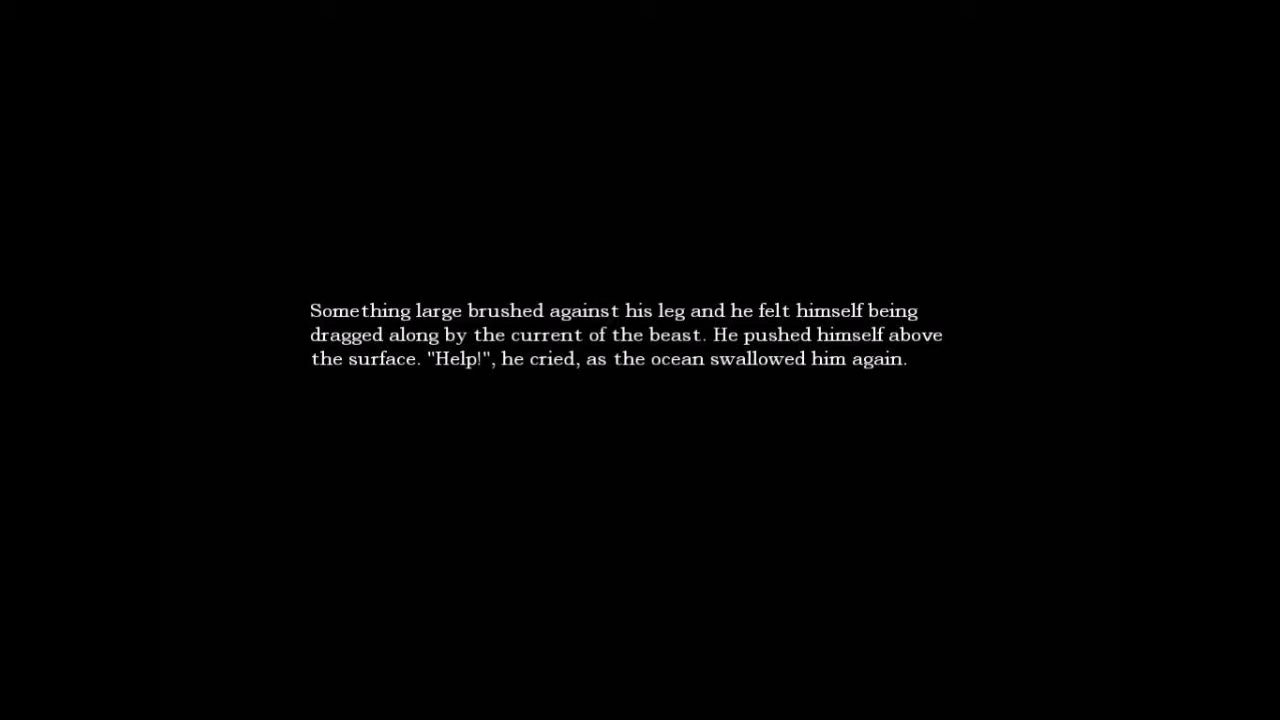 Something large brushed against his leg and he felt himself being
dragged along by the current of the beast. He pushed himself above
the surface. "Help!", he cried, as the ocean swallowed him again.